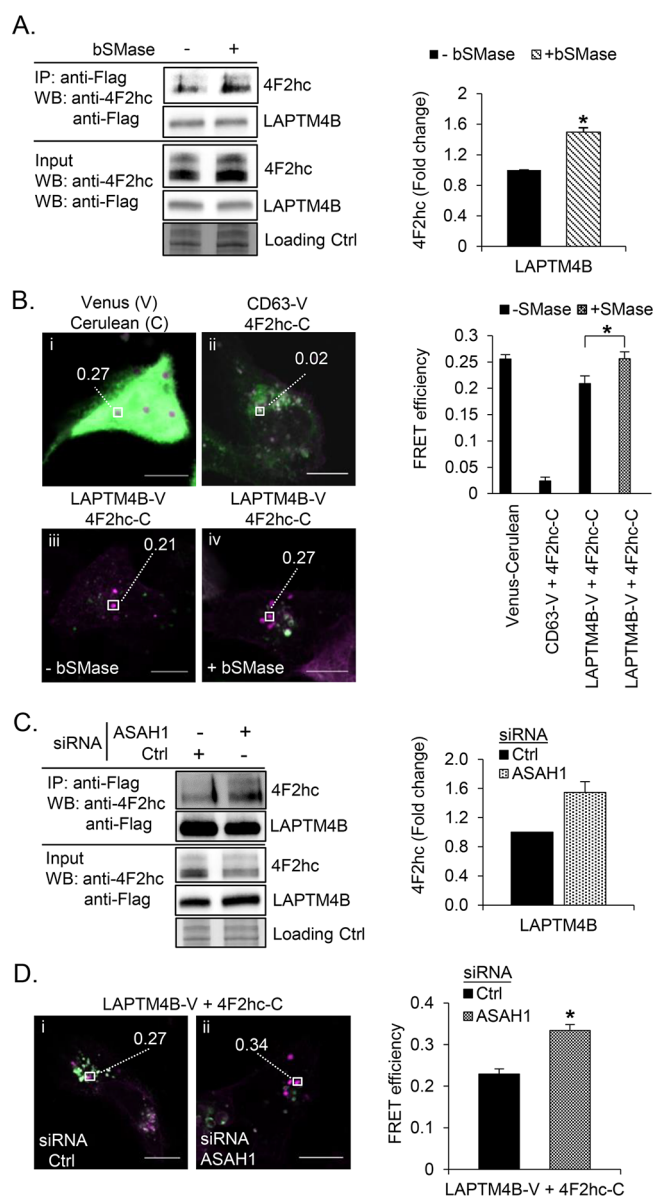 A.
bSMase - +
IP: anti-Flag
WB: anti-4F2hc
anti-Flag
4F2hc
LAPTM4B
Input
WB: anti-4F2hc
WB: anti-Flag
4F2hc
LAPTM4B
Loading Ctrl
- bSMase +bSMase
4F2hc (Fold change)
2
1.6
1.2
0.8
0.4
0
*
LAPTM4B
B.
Venus (V)
Cerulean (C)
i
0.27
CD63-V
4F2hc-C
ii
0.02
LAPTM4B-V
4F2hc-C
iii
0.21
- bSMase
LAPTM4B-V
4F2hc-C
iv
0.27
+ bSMase
-SMase +SMase
FRET efficiency
0.3
0.25
0.2
0.15
0.1
0.05
0
*
Venus-Cerulean
CD63-V + 4F2hc-C
LAPTM4B-V + 4F2hc-C
LAPTM4B-V + 4F2hc-C
C.
siRNA
ASAH1 - +
Ctrl + -
IP: anti-Flag
WB: anti-4F2hc
anti-Flag
4F2hc
LAPTM4B
Input
WB: anti-4F2hc
anti-Flag
4F2hc
LAPTM4B
Loading Ctrl
siRNA
Ctrl
ASAH1
4F2hc (Fold change)
2.0
1.6
1.2
0.8
0.4
0.0
LAPTM4B
D.
LAPTM4B-V + 4F2hc-C
i
0.27
siRNA
Ctrl
ii
0.34
siRNA
ASAH1
siRNA
Ctrl
ASAH1
FRET efficiency
0.4
0.3
0.2
0.1
0
*
LAPTM4B-V + 4F2hc-C